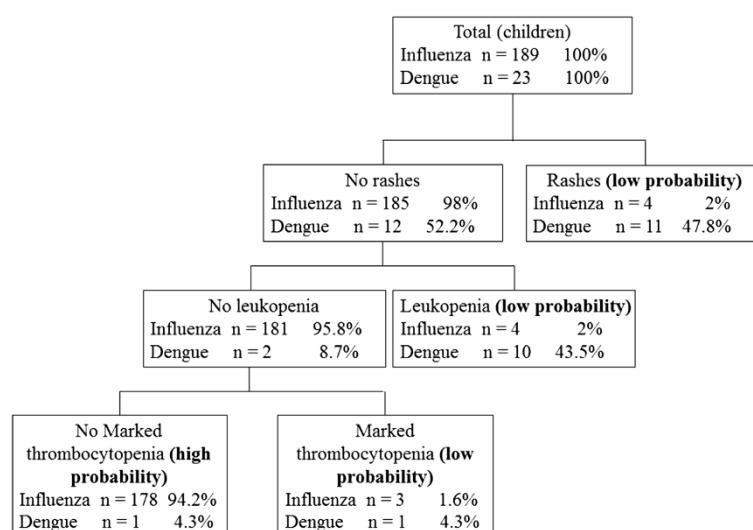 Total (children)
Influenza n = 189 100%
Dengue n = 23 100%
No rashes
Influenza n = 185 98%
Dengue n = 12 52.2%
Rashes (low probability)
Influenza n = 4 2%
Dengue n = 11 47.8%
No leukopenia
Influenza n = 181 95.8%
Dengue n = 2 8.7%
Leukopenia (low probability)
Influenza n = 4 2%
Dengue n = 10 43.5%
No Marked
thrombocytopenia (high
probability)
Influenza n = 178 94.2%
Dengue n = 1 4.3%
Marked
thrombocytopenia (low
probability)
Influenza n = 3 1.6%
Dengue n = 1 4.3%